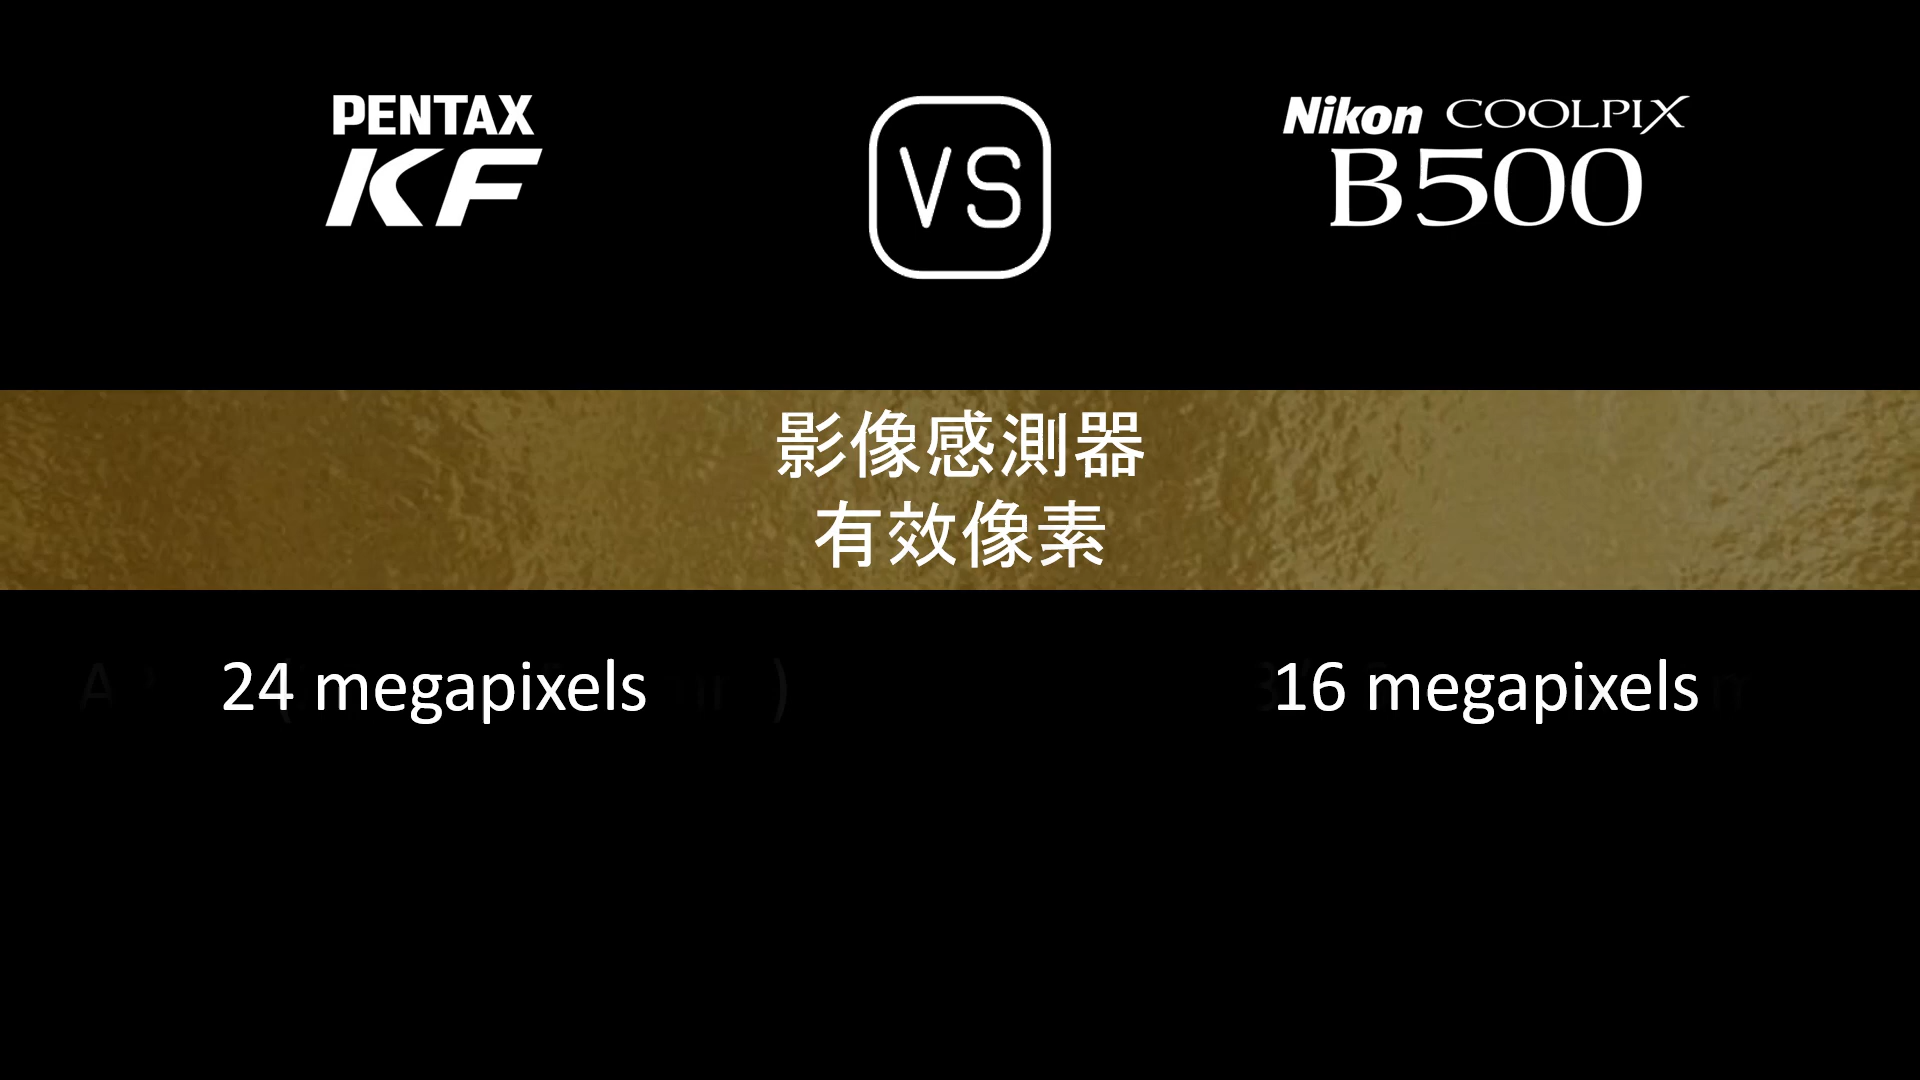 PENTAX
KF
VS
Nikon COOLPIX
B500
影像感測器
有效像素
24 megapixels
16 megapixels